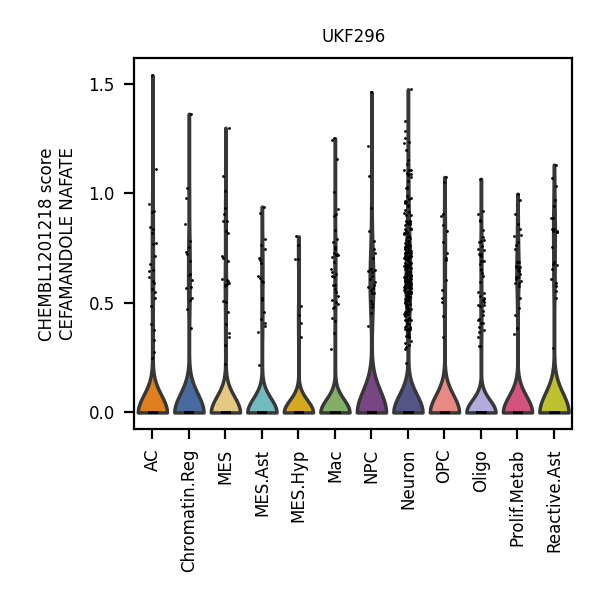 UKF296
CHEMBL1201218 score
CEFAMANDOLE NAFATE
1.5
1.0
0.5
0.0
AC
Chromatin.Reg
MES
MES.Ast
MES.Hyp
Mac
NPC
Neuron
OPC
Oligo
Prolif.Metab
Reactive.Ast